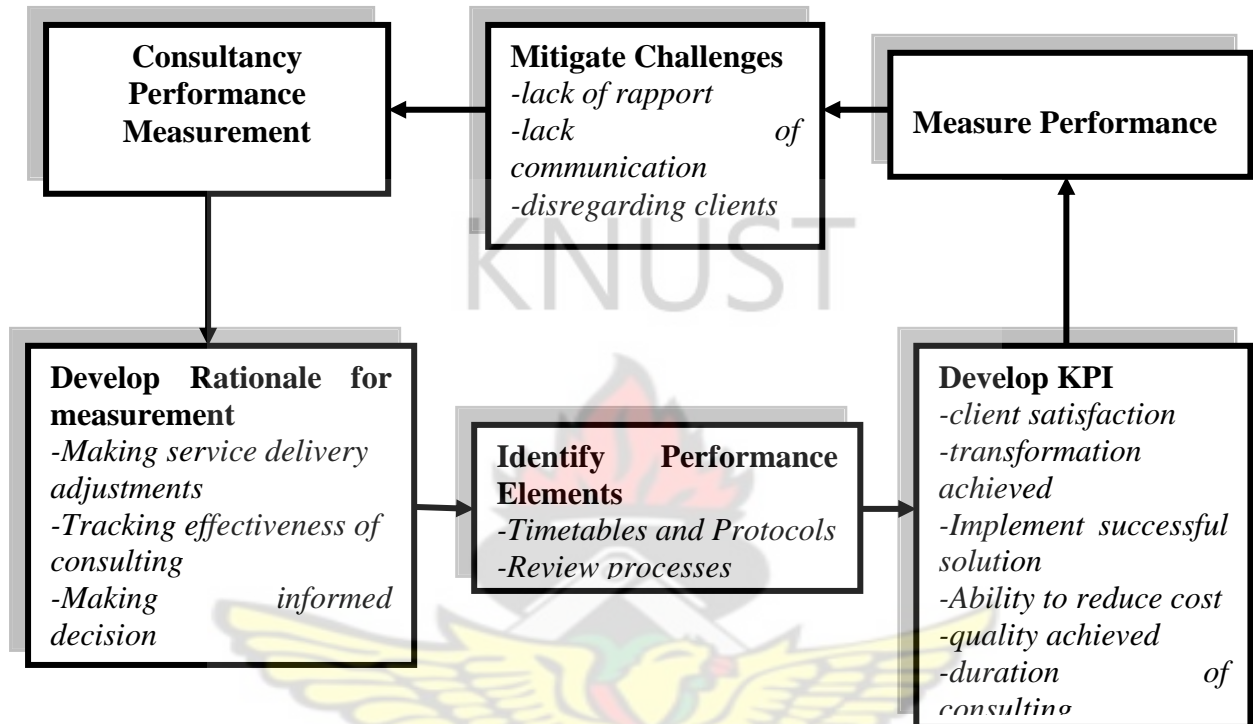 Consultancy
Performance
Measurement
Mitigate Challenges
-lack of rapport
-lack of
communication
-disregarding clients
Measure Performance
KNUST
Develop Rationale for
measurement
-Making service delivery
adjustments
-Tracking effectiveness of
consulting
-Making informed
decision
Identify Performance
Elements
-Timetables and Protocols
-Review processes
Develop KPI
-client satisfaction
-transformation
achieved
-Implement successful
solution
-Ability to reduce cost
-quality achieved
-duration of
consulting